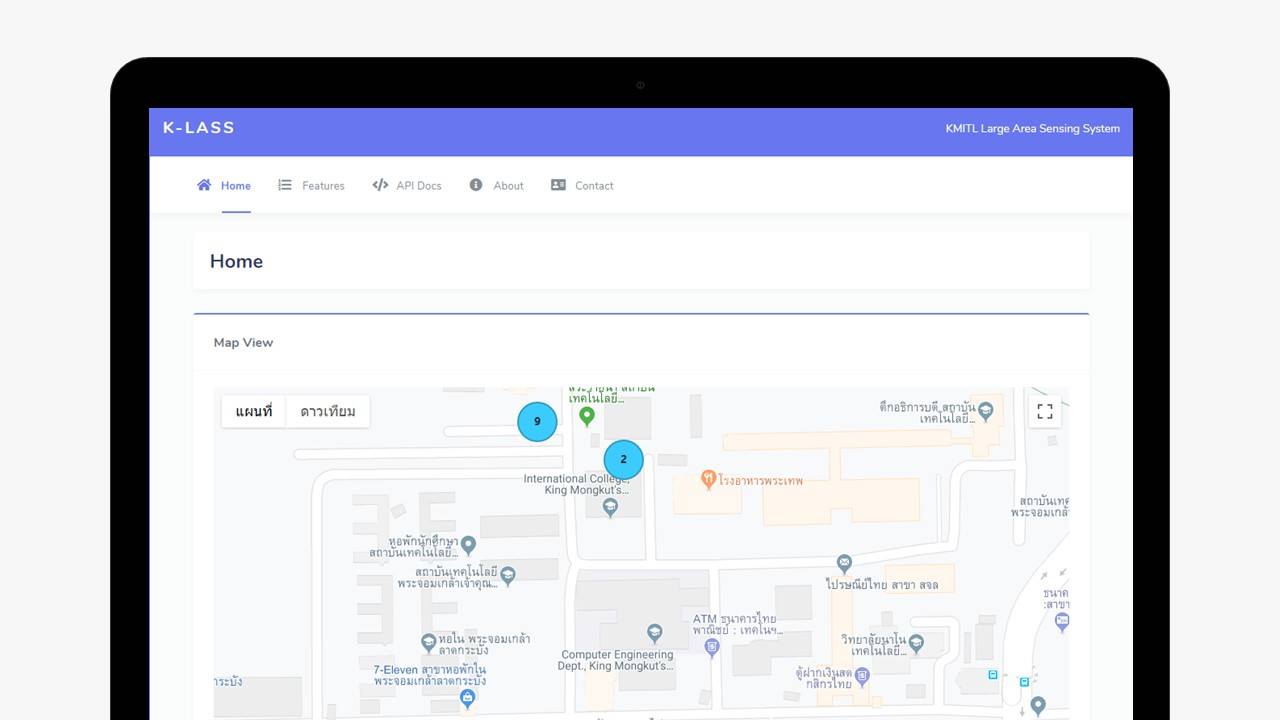 K-LASS
KMITL Large Area Sensing System
Home
Features
API Docs
About
Contact
Home
Map View
แผนที่
ดาวเทียม
9
2
เทคโนโลยี...
International College,
King Mongkut's...
ตึกอธิการบดี สถาบัน
เทคโนโลยี...
โรงอาหารพระเทพ
สถาบันเทค
พระจอมเกล้
หอพักนักศึกษา
สถาบันเทคโนโลยี...
สถาบันเทคโนโลยี
พระจอมเกล้าเจ้าคุณ...
ไปรษณีย์ไทย สาขา สจล
ธนาค
:สาขา
ATM ธนาคารไทย
พาณิชย์ : เทคโนฯ...
หอใน พระจอมเกล้า
ลาดกระบัง
Computer Engineering
Dept., King Mongkut's...
วิทยาลัยนาโน
เทคโนโลยี...
7-Eleven สาขาหอพักใน
พระจอมเกล้าลาดกระบัง
าระบัง
ตู้ฝากเงินสด
กสิกรไทย